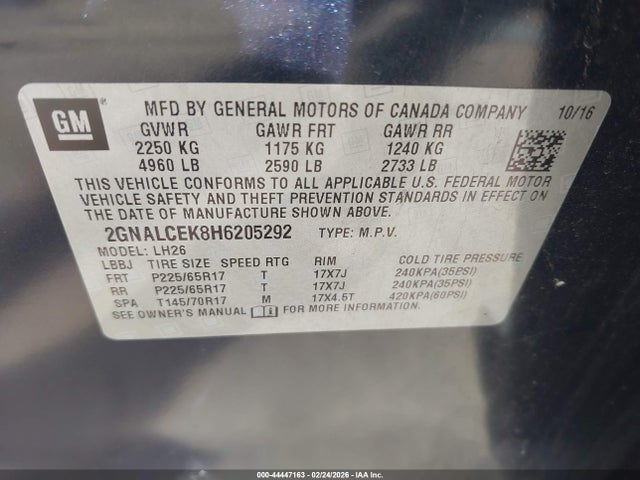 GM
MFD BY GENERAL MOTORS OF CANADA COMPANY 10/16
GVWR GAWR FRT GAWR RR
2250 KG 1175 KG 1240 KG
4960 LB 2590 LB 2733 LB
THIS VEHICLE CONFORMS TO ALL APPLICABLE U.S. FEDERAL MOTOR
VEHICLE SAFETY AND THEFT PREVENTION STANDARDS IN EFFECT ON
THE DATE OF MANUFACTURE SHOWN ABOVE.
2GNALCEK8H6205292 TYPE: M.P.V.
MODEL: LH26
LBBJ TIRE SIZE SPEED RTG RIM COLD TIRE PRESSURE
FRT P225/65R17 T 17X7J 240KPA(35PSI)
RR P225/65R17 T 17X7J 240KPA(35PSI)
SPA T145/70R17 M 17X4.5T 420KPA(60PSI)
SEE OWNER'S MANUAL FOR MORE INFORMATION
000-44447163 - 02/24/2026 - IAAI Inc.